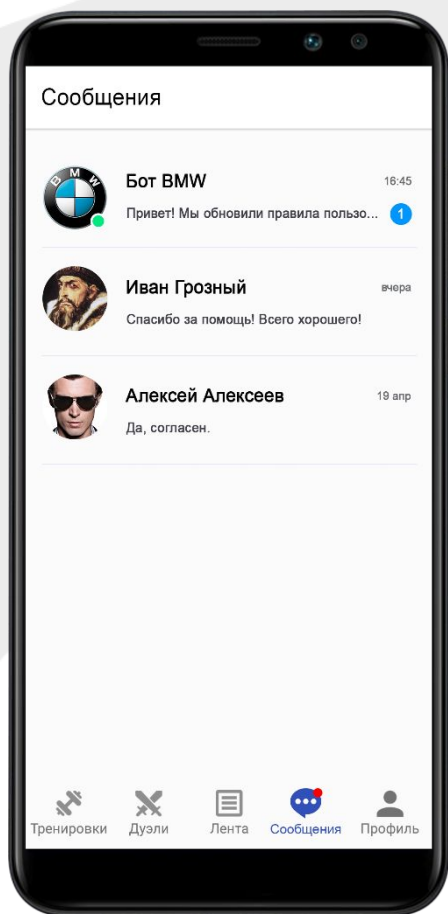 Сообщения
BMW
Бот BMW
16:45
Привет! Мы обновили правила пользо...
1
Иван Грозный
вчера
Спасибо за помощь! Всего хорошего!
Алексей Алексеев
19 апр
Да, согласен.
Тренировки Дуэли Лента Сообщения Профиль